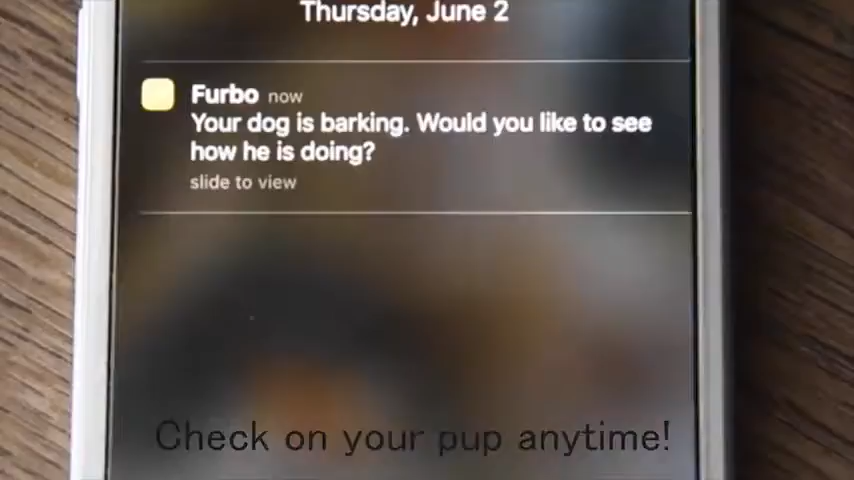 Thursday, June 2
Furbo now
Your dog is barking. Would you like to see
how he is doing?
slide to view
Check on your pup anytime!